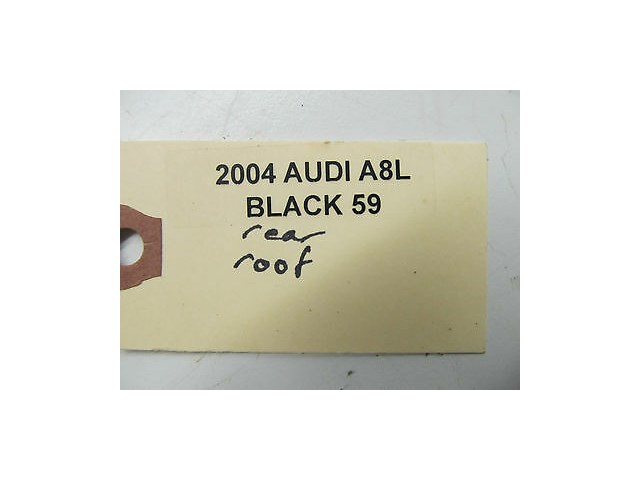 2004 AUDI A8L
BLACK 59
rear
roof